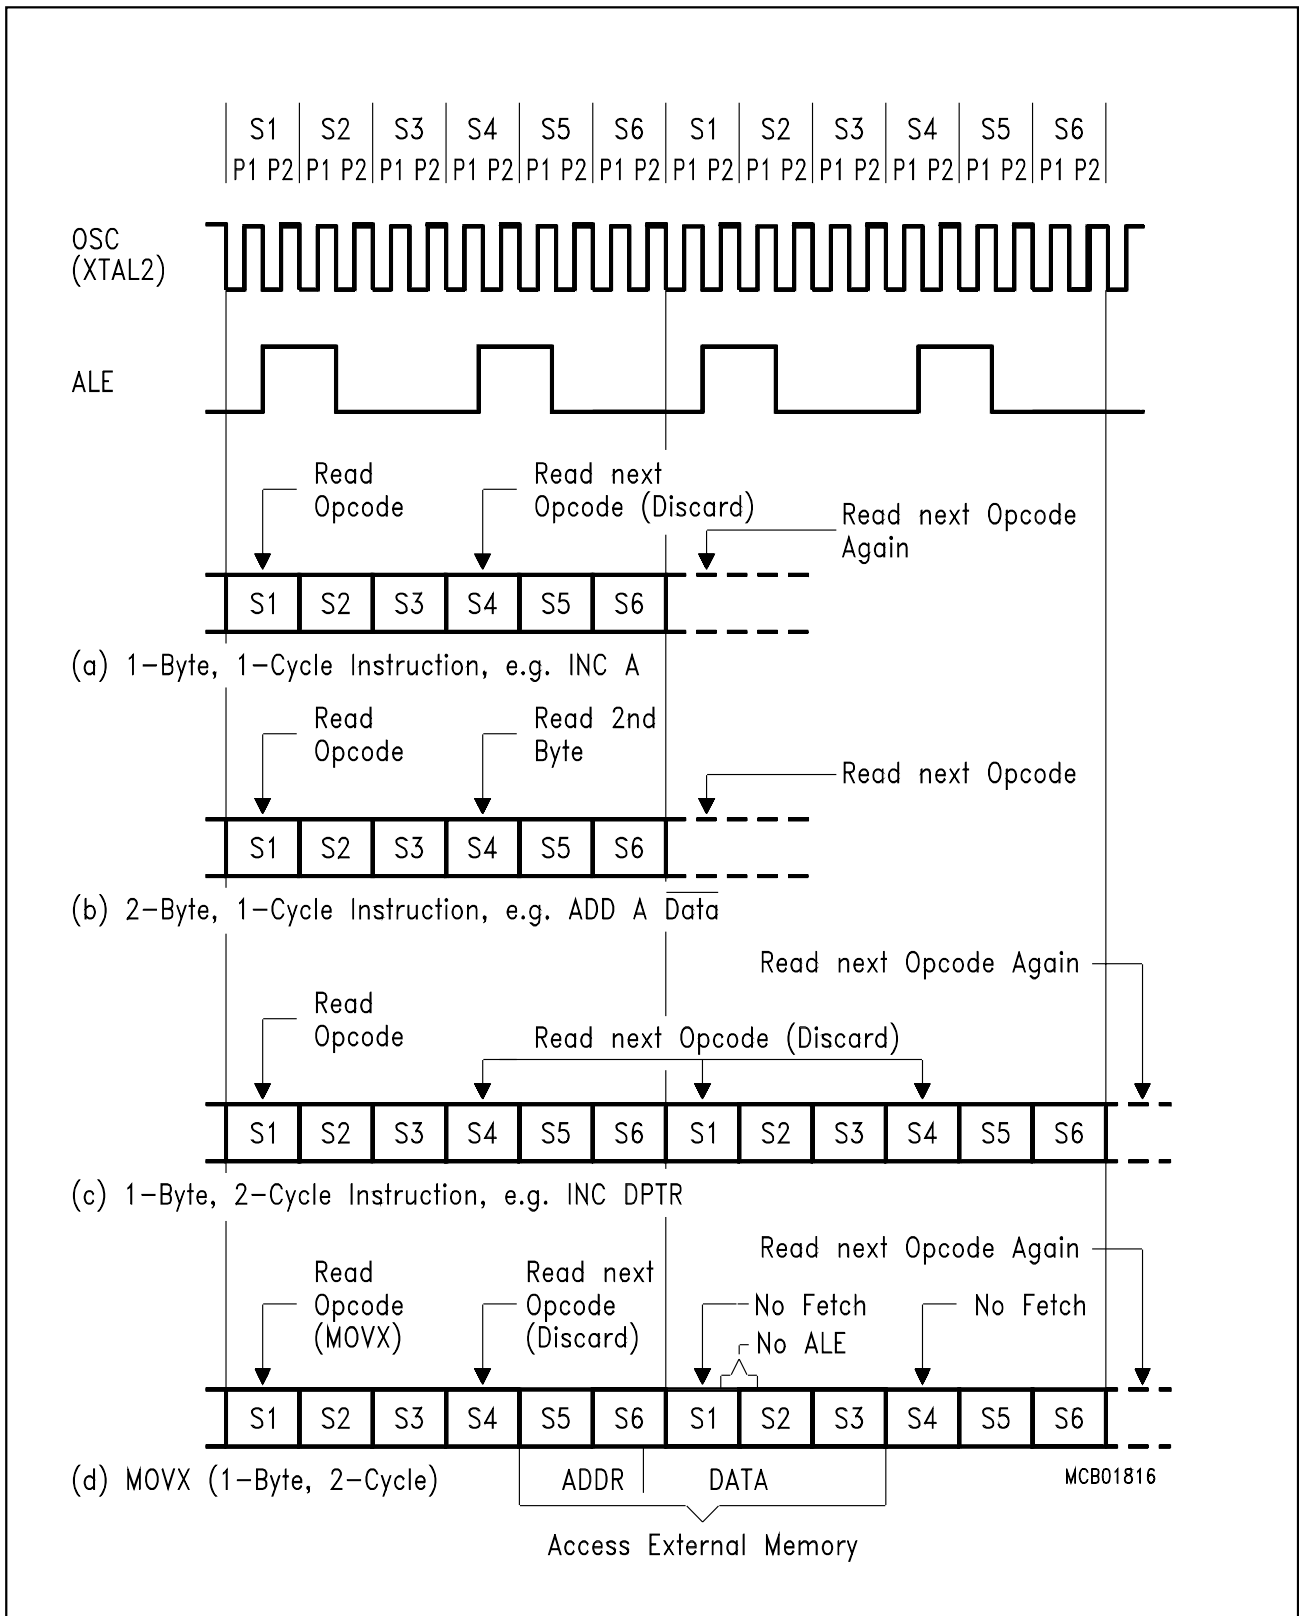 S1 S2 S3 S4 S5 S6 S1 S2 S3 S4 S5 S6
P1 P2 P1 P2 P1 P2 P1 P2 P1 P2 P1 P2 P1 P2 P1 P2 P1 P2 P1 P2 P1 P2 P1 P2
OSC
(XTAL2)
ALE
Read
Opcode
Read next
Opcode (Discard)
Read next Opcode
Again
S1 S2 S3 S4 S5 S6
(a) 1-Byte, 1-Cycle Instruction, e.g. INC A
Read
Opcode
Read 2nd
Byte
Read next Opcode
S1 S2 S3 S4 S5 S6
(b) 2-Byte, 1-Cycle Instruction, e.g. ADD A Data
Read next Opcode Again
Read
Opcode
Read next Opcode (Discard)
S1 S2 S3 S4 S5 S6 S1 S2 S3 S4 S5 S6
(c) 1-Byte, 2-Cycle Instruction, e.g. INC DPTR
Read next Opcode Again
Read
Opcode
(MOVX)
Read next
Opcode
(Discard)
No Fetch
No ALE
No Fetch
S1 S2 S3 S4 S5 S6 S1 S2 S3 S4 S5 S6
(d) MOVX (1-Byte, 2-Cycle)
ADDR
DATA
MCB01816
Access External Memory